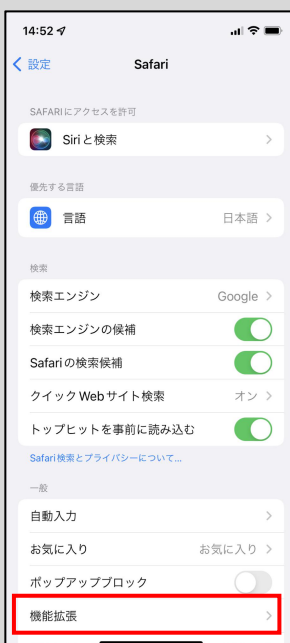 14:52
設定
Safari
SAFARIにアクセスを許可
Siriと検索
優先する言語
言語 日本語
検索
検索エンジン Google
検索エンジンの候補
Safariの検索候補
クイックWebサイト検索 オン
トップヒットを事前に読み込む
Safari検索とプライバシーについて...
一般
自動入力
お気に入り お気に入り
ポップアップブロック
機能拡張